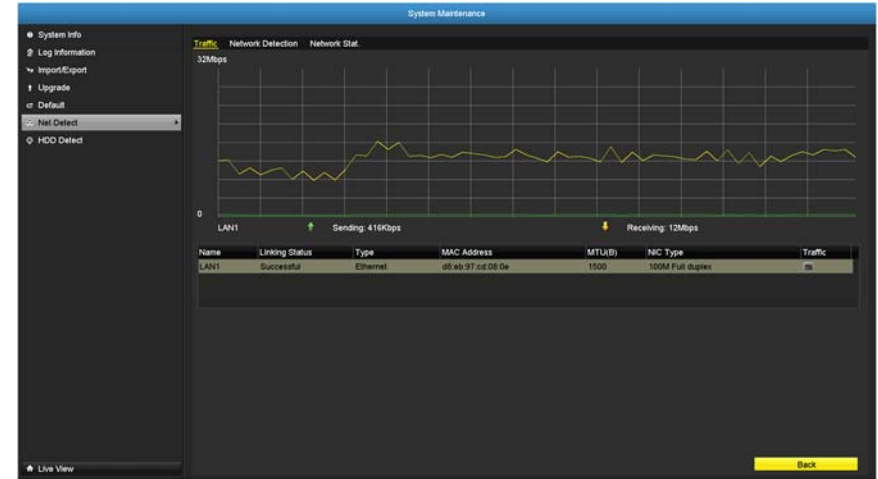 System Maintenance
System Info
Log Information
Import/Export
Upgrade
Default
Net Detect
HDD Detect
Live View
Traffic Network Detection Network Stat.
32Mbps
0
LAN1 Sending: 416Kbps Receiving: 12Mbps
Name Linking Status Type MAC Address MTU(B) NIC Type Traffic
LAN1 Successful Ethernet d8:eb:97:cd:08:0e 1500 100M Full duplex
Back